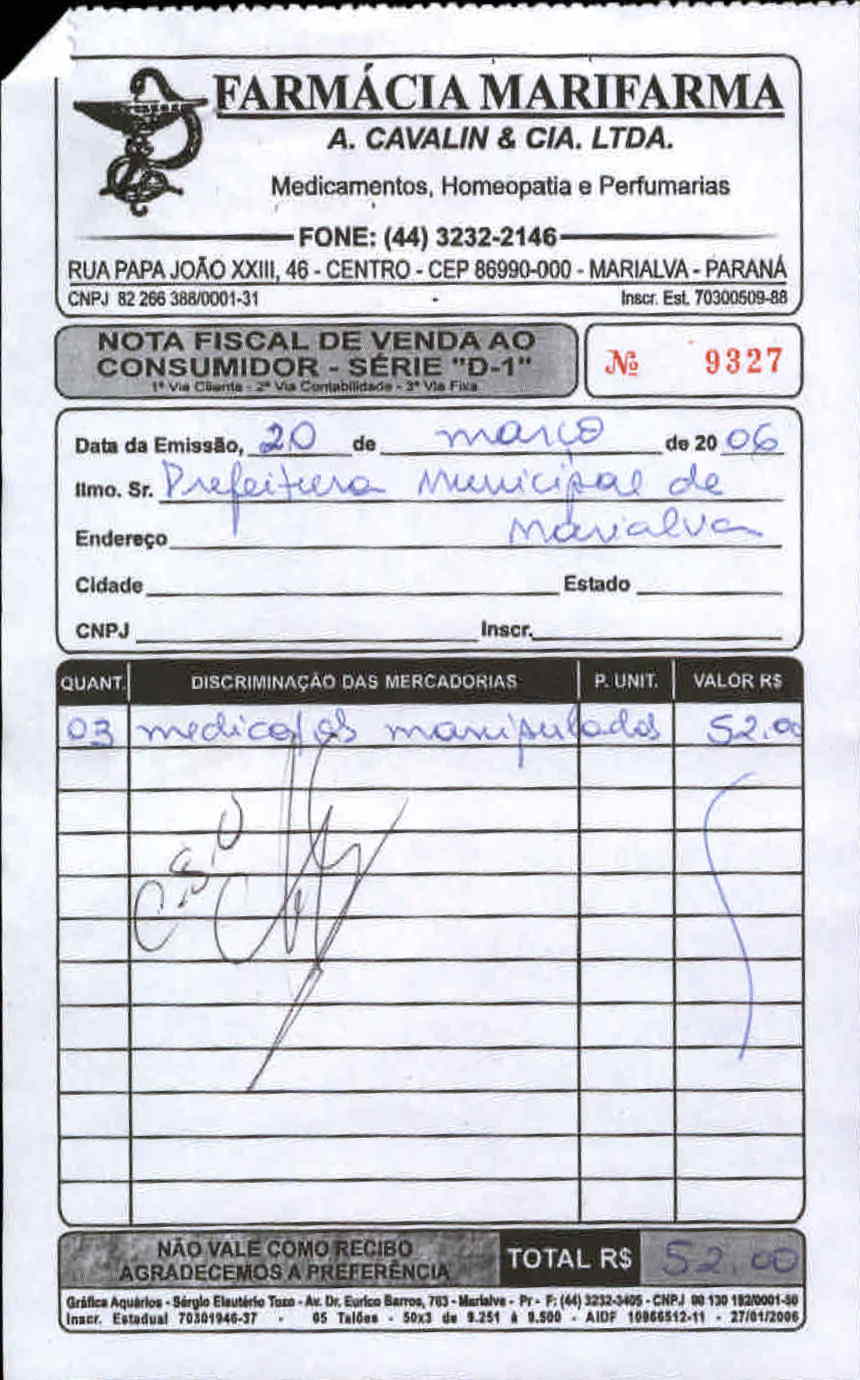 FARMÁCIA MARIFARMA
A. CAVALIN & CIA. LTDA.
Medicamentos, Homeopatia e Perfumarias
FONE: (44) 3232-2146
RUA PAPA JOÃO XXIII, 46 - CENTRO - CEP 86990-000 - MARIALVA - PARANÁ
CNPJ 82 266 388/0001-31 Inscr. Est. 70300509-88
NOTA FISCAL DE VENDA AO
CONSUMIDOR - SÉRIE "D-1"
1ª Via Cliente - 2ª Via Contabilidade - 3ª Via Fixa
Nº 9327
Data da Emissão, 20 de março de 20 06
Ilmo. Sr. Prefeitura Municipal de
Endereço Marialva
Cidade Estado
CNPJ Inscr.
QUANT. DISCRIMINAÇÃO DAS MERCADORIAS P. UNIT. VALOR R$
03 manipulados 52.00
NÃO VALE COMO RECIBO
AGRADECEMOS A PREFERÊNCIA
TOTAL R$ 52.00
Gráfica Aquários - Sérgio Eleutério Tozo - Av. Dr. Eurico Barros, 763 - Marialva - Pr - F: (44) 3232-3405 - CNPJ 00 130 182/0001-50
Inscr. Estadual 70301946-37 - 05 Talões - 50x3 de 9.251 à 9.500 - AIDF 10966512-11 - 27/01/2006